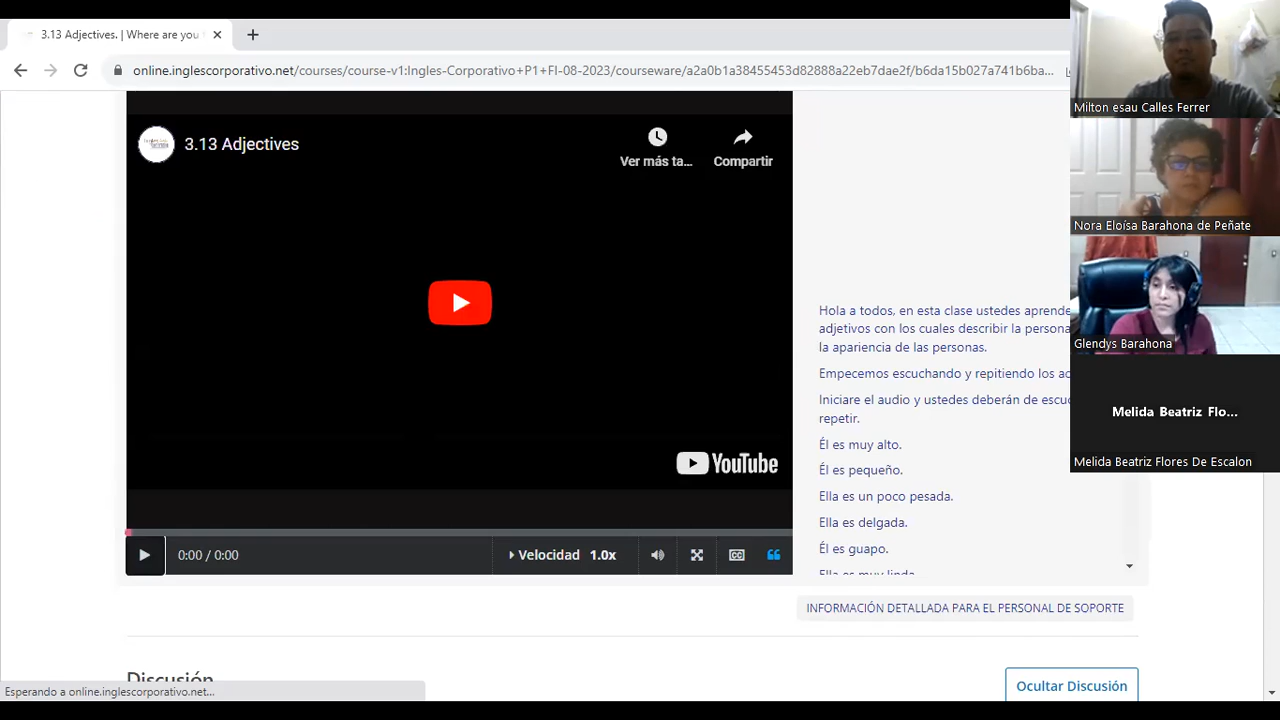 3.13 Adjectives. | Where are you
online.inglescorporativo.net/courses/course-v1:Ingles-Corporativo+P1+FI-08-2023/courseware/a2a0b1a38455453d82888a22eb7dae2f/b6da15b027a741b6ba...
3.13 Adjectives
Ver más ta...
Compartir
YouTube
0:00 / 0:00
Velocidad 1.0x
Hola a todos, en esta clase ustedes aprende
adjetivos con los cuales describir la persona
la apariencia de las personas.
Empecemos escuchando y repitiendo los
Iniciare el audio y ustedes deberán de escu
repetir.
Él es muy alto.
Él es pequeño.
Ella es un poco pesada.
Ella es delgada.
Él es guapo.
Ella es muy linda.
INFORMACIÓN DETALLADA PARA EL PERSONAL DE SOPORTE
Discusión
Ocultar Discusión
Esperando a online.inglescorporativo.net...
Milton esau Calles Ferrer
Nora Eloísa Barahona de Peñate
Glendys Barahona
Melida Beatriz Flo...
Melida Beatriz Flores De Escalon